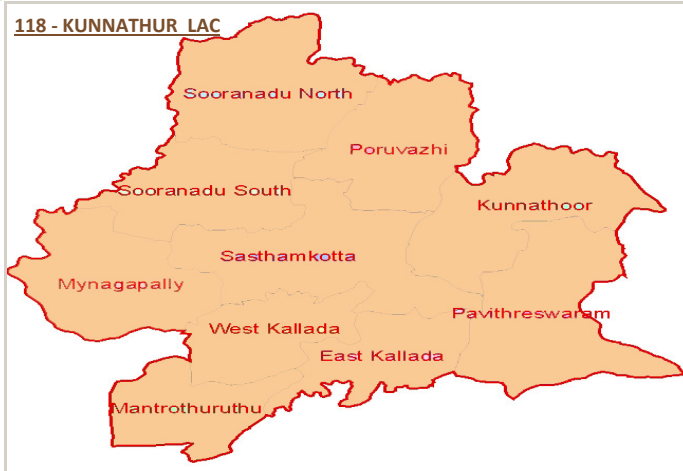 118 - KUNNATHUR LAC
Sooranadu North
Poruvazhi
Sooranadu South
Kunnathoor
Sasthamkotta
Mynagapally
Pavithreswaram
West Kallada
East Kallada
Mantrothuruthu